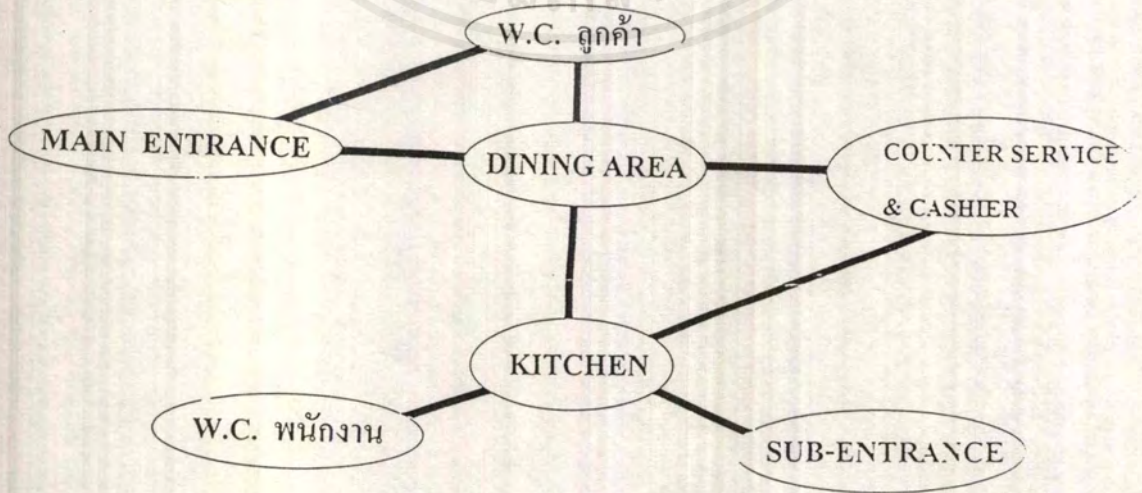 W.C. ลูกค้า
MAIN ENTRANCE
DINING AREA
COUNTER SERVICE
& CASHIER
KITCHEN
W.C. พนักงาน
SUB-ENTRANCE